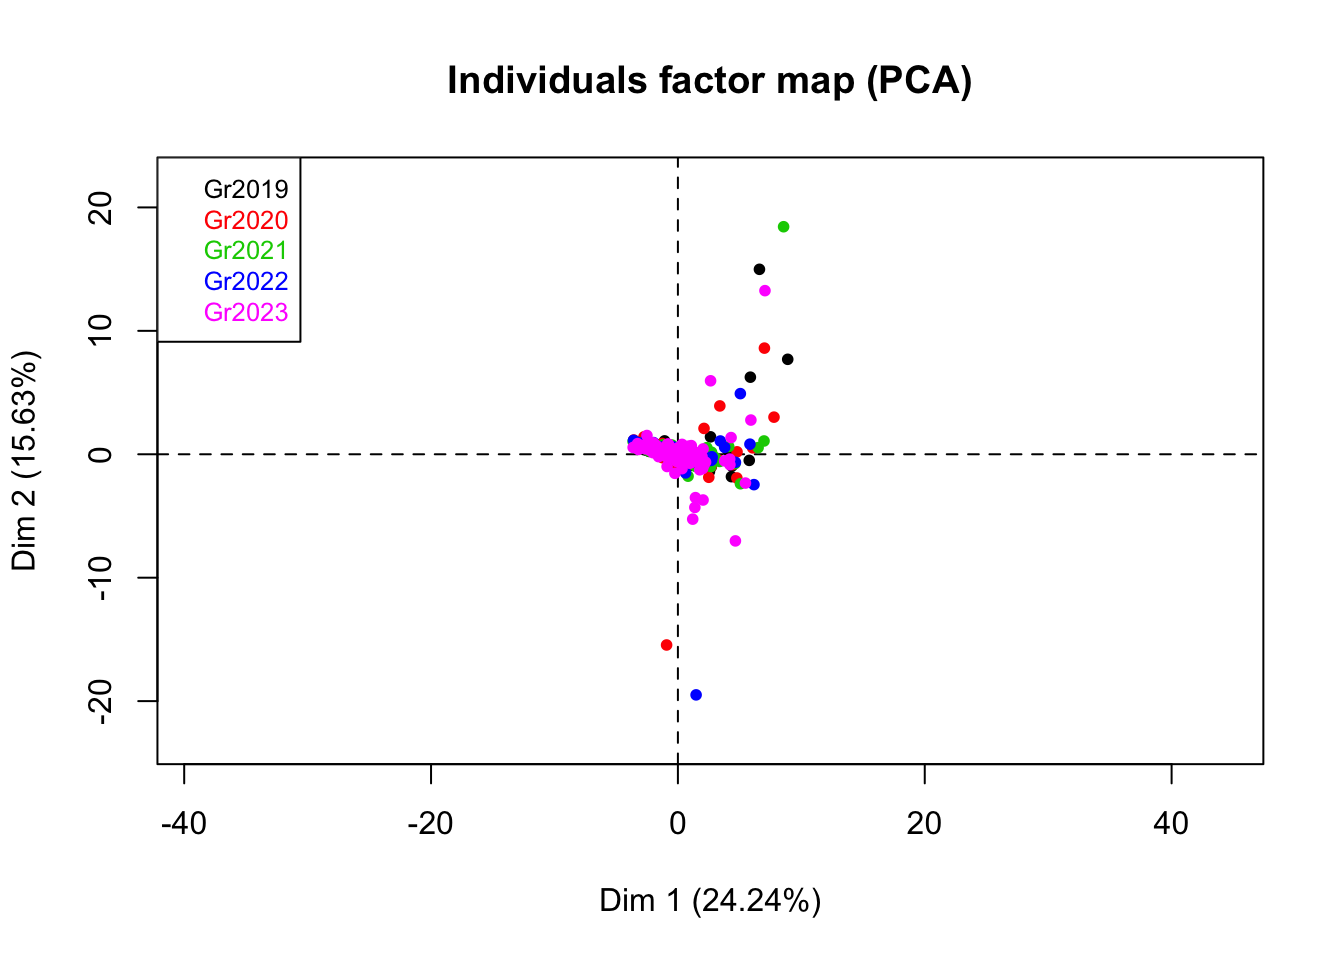 Individuals factor map (PCA)
Gr2019
Gr2020
Gr2021
Gr2022
Gr2023
20
10
0
-10
-20
Dim 2 (15.63%)
-40 -20 0 20 40
Dim 1 (24.24%)